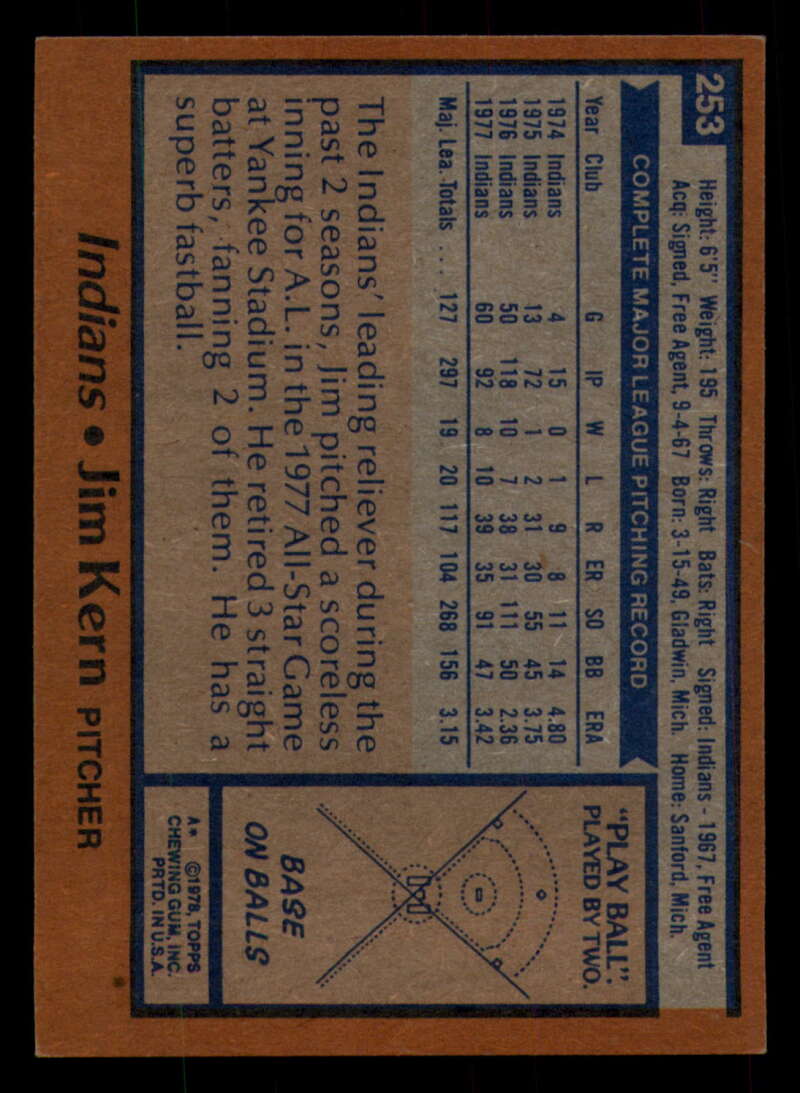 253
Height: 6'5" Weight: 195 Throws: Right Bats: Right Signed: Indians - 1967, Free Agent
Acq: Signed, Free Agent, 9-4-67 Born: 3-15-49, Gladwin, Mich. Home: Sanford, Mich.
COMPLETE MAJOR LEAGUE PITCHING RECORD
Year Club G IP W L R ER SO BB ERA
1974 Indians 4 15 0 1 9 8 11 14 4.80
1975 Indians 13 72 1 2 31 30 55 45 3.75
1976 Indians 50 118 10 7 38 31 111 50 2.36
1977 Indians 60 92 8 10 39 35 91 47 3.42
Maj. Lea. Totals . . . 127 297 19 20 117 104 268 156 3.15
The Indians' leading reliever during the
past 2 seasons, Jim pitched a scoreless
inning for A.L. in the 1977 All-Star Game
at Yankee Stadium. He retired 3 straight
batters, fanning 2 of them. He has a
superb fastball.
"PLAY BALL":
PLAYED BY TWO.
BASE
ON BALLS
A* ©1978, TOPPS
CHEWING GUM, INC.
PRTD. IN U.S.A.
Indians • Jim Kern PITCHER